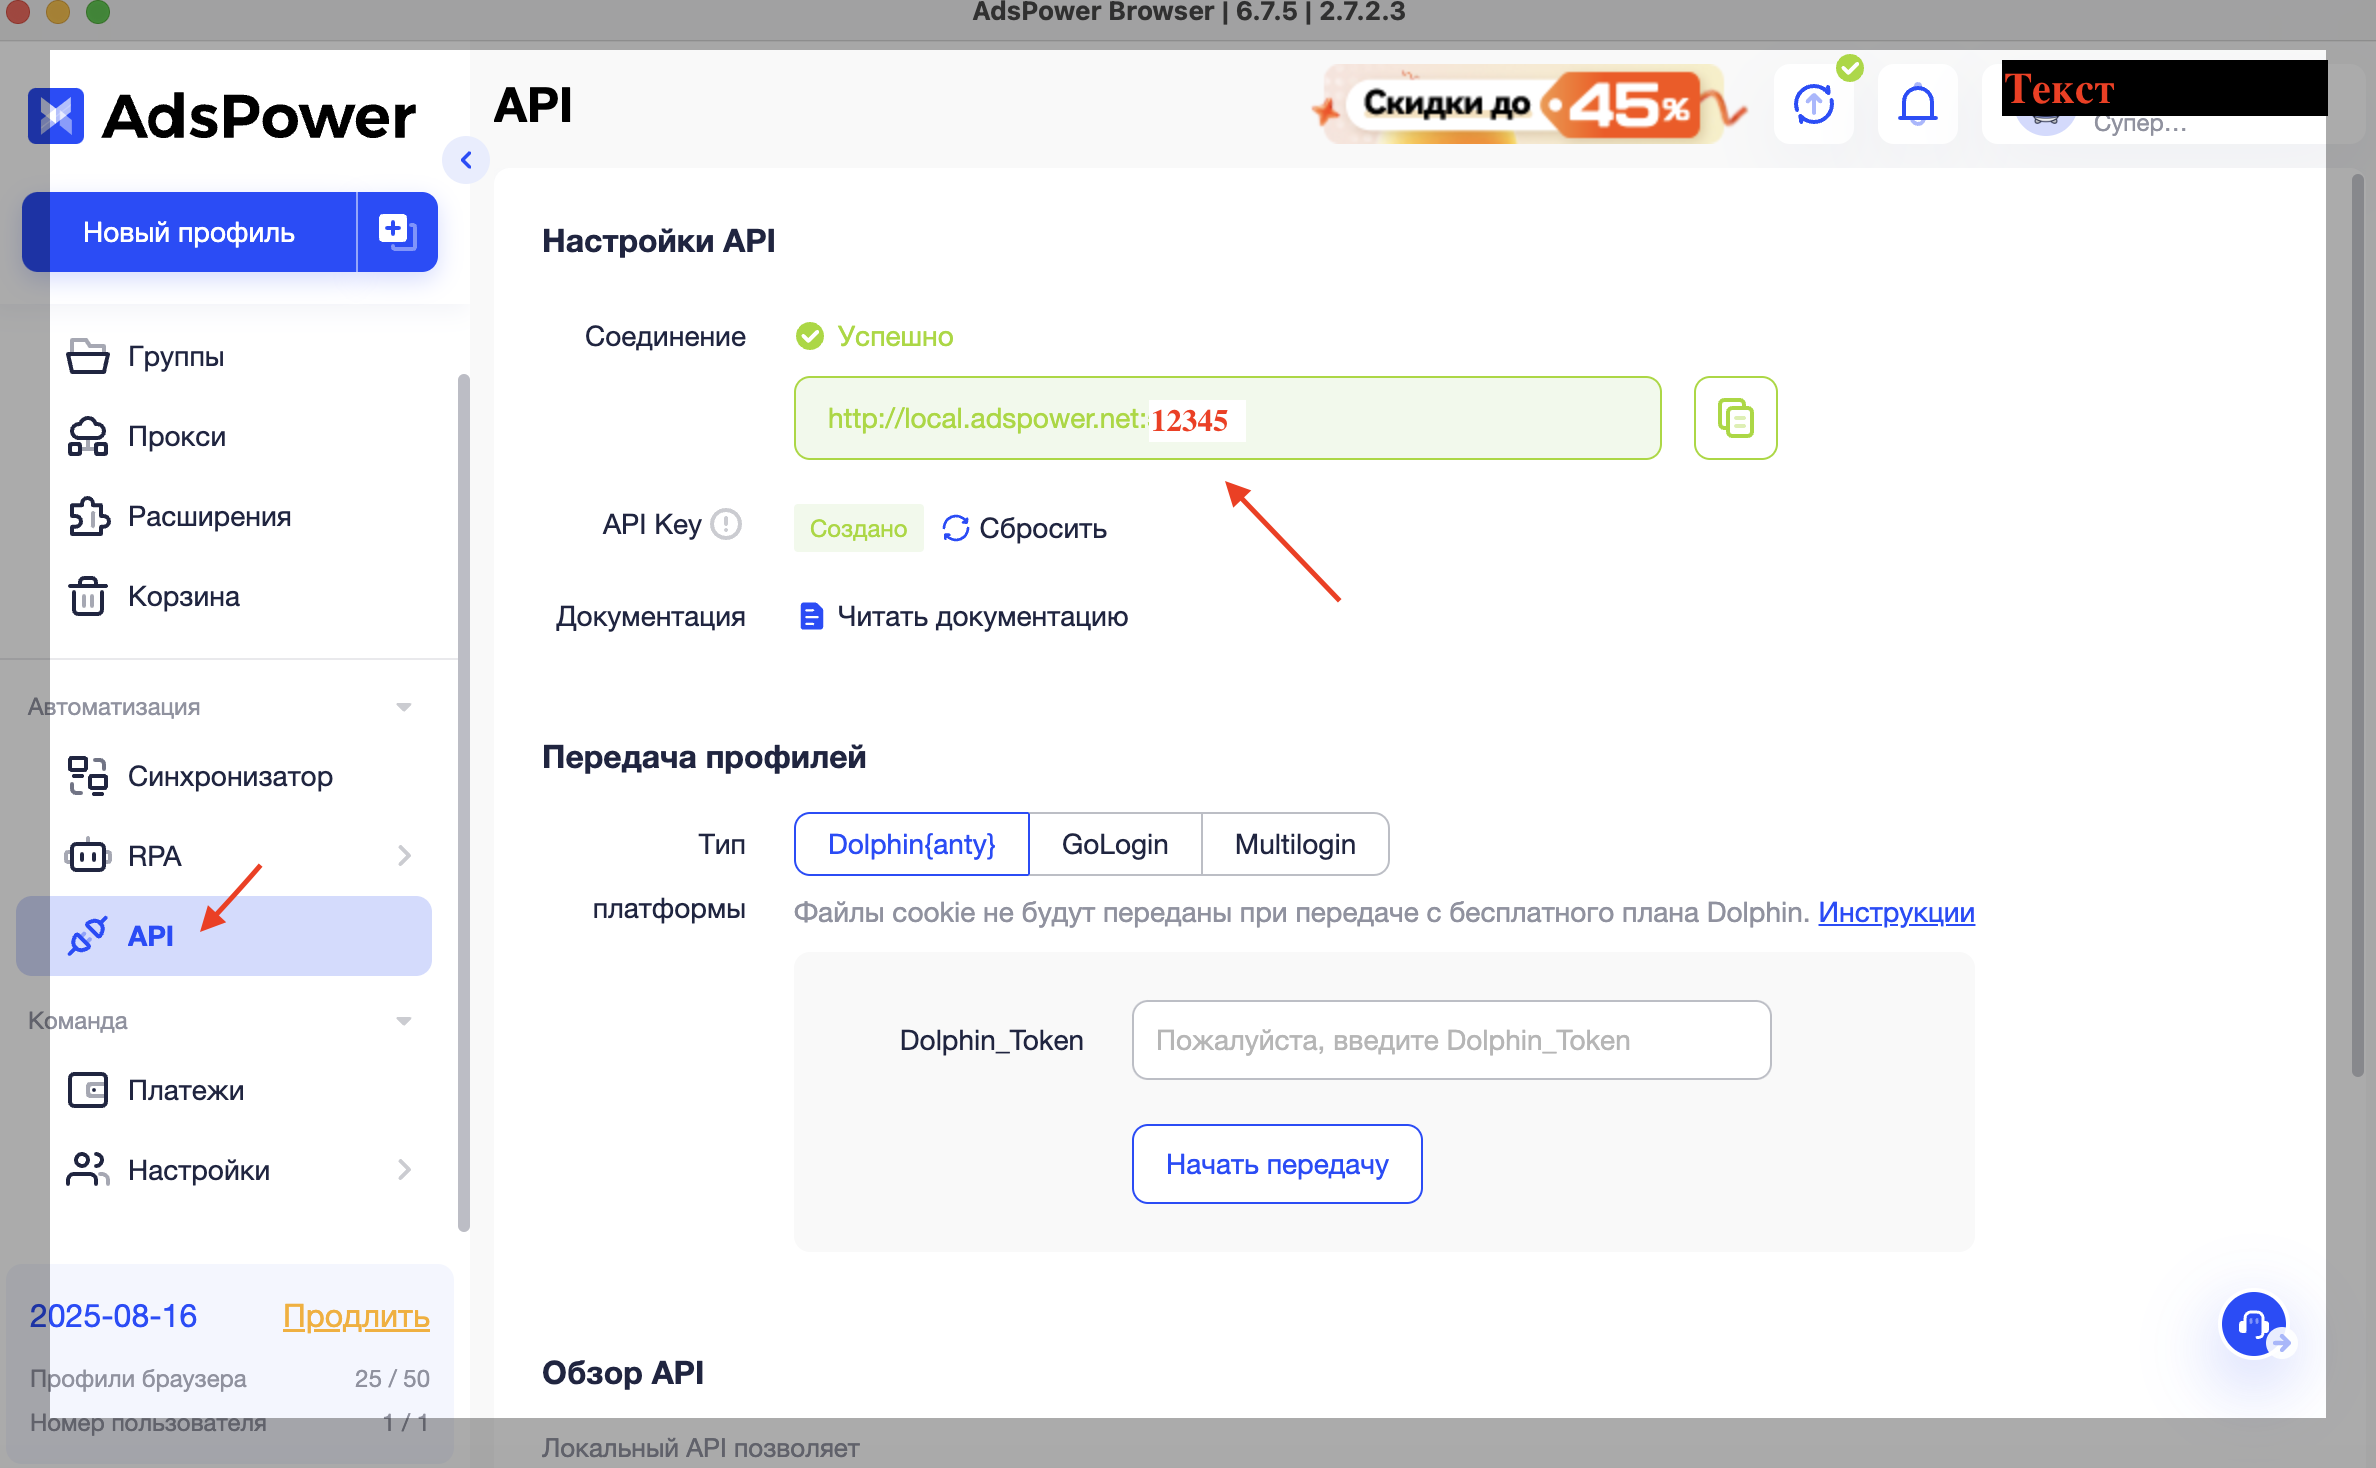 AdsPower Browser | 6.7.5 | 2.7.2.3
AdsPower
API
Скидки до 45%
Текст
Супер...
Новый профиль
Группы
Прокси
Расширения
Корзина
Автоматизация
Синхронизатор
RPA
API
Команда
Платежи
Настройки
2025-08-16 Продлить
Профили браузера 25 / 50
Номер пользователя 1 / 1
Настройки API
Соединение Успешно
http://local.adspower.net: 12345
API Key Создано Сбросить
Документация Читать документацию
Передача профилей
Тип платформы
Dolphin{anty} GoLogin Multilogin
Файлы cookie не будут переданы при передаче с бесплатного плана Dolphin. Инструкции
Dolphin_Token Пожалуйста, введите Dolphin_Token
Начать передачу
Обзор API
Локальный API позволяет